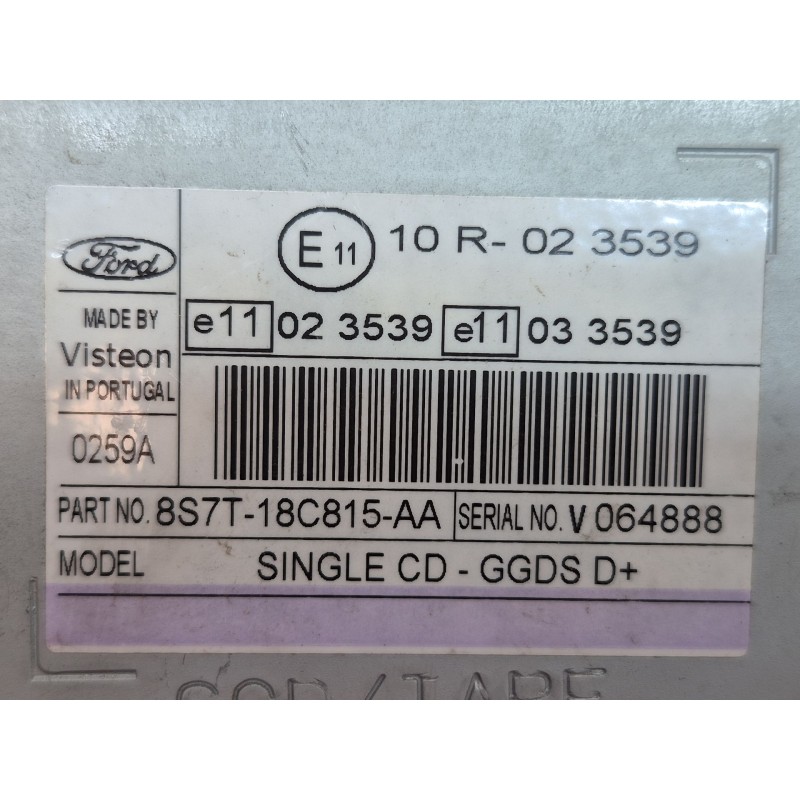 Ford
MADE BY
Visteon
IN PORTUGAL
0259A
E 11 10 R- 02 3539
e11 02 3539 e11 03 3539
PART NO. 8S7T-18C815-AA SERIAL NO. V 064888
MODEL SINGLE CD - GGDS D+
/TAPE